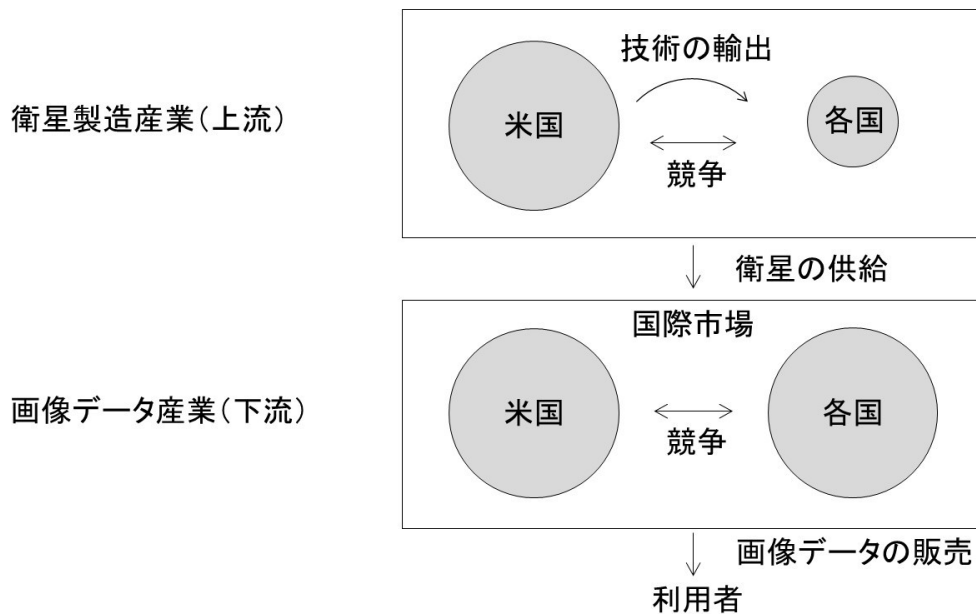 技術の輸出
衛星製造産業(上流)
米国
各国
競争
衛星の供給
国際市場
画像データ産業(下流)
米国
各国
競争
画像データの販売
利用者